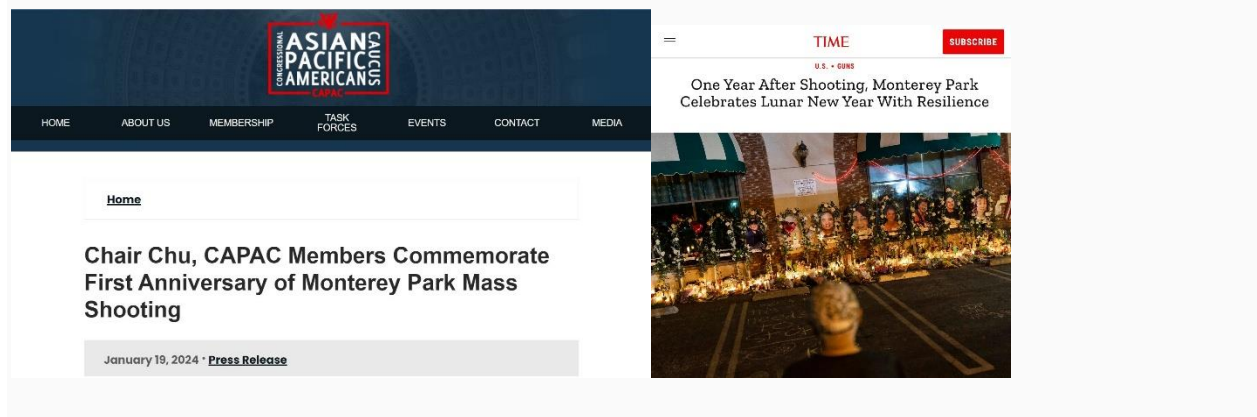 CONGRESSIONAL
ASIAN
PACIFIC
AMERICANS
CAUCUS
CAPAC
HOME ABOUT US MEMBERSHIP TASK FORCES EVENTS CONTACT MEDIA
Home
Chair Chu, CAPAC Members Commemorate
First Anniversary of Monterey Park Mass
Shooting
January 19, 2024 · Press Release
TIME
SUBSCRIBE
U.S. • GUNS
One Year After Shooting, Monterey Park
Celebrates Lunar New Year With Resilience